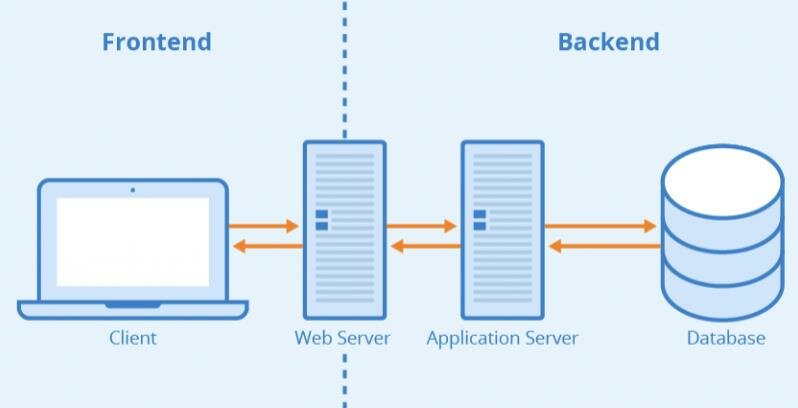 Frontend
Backend
Client
Web Server
Application Server
Database